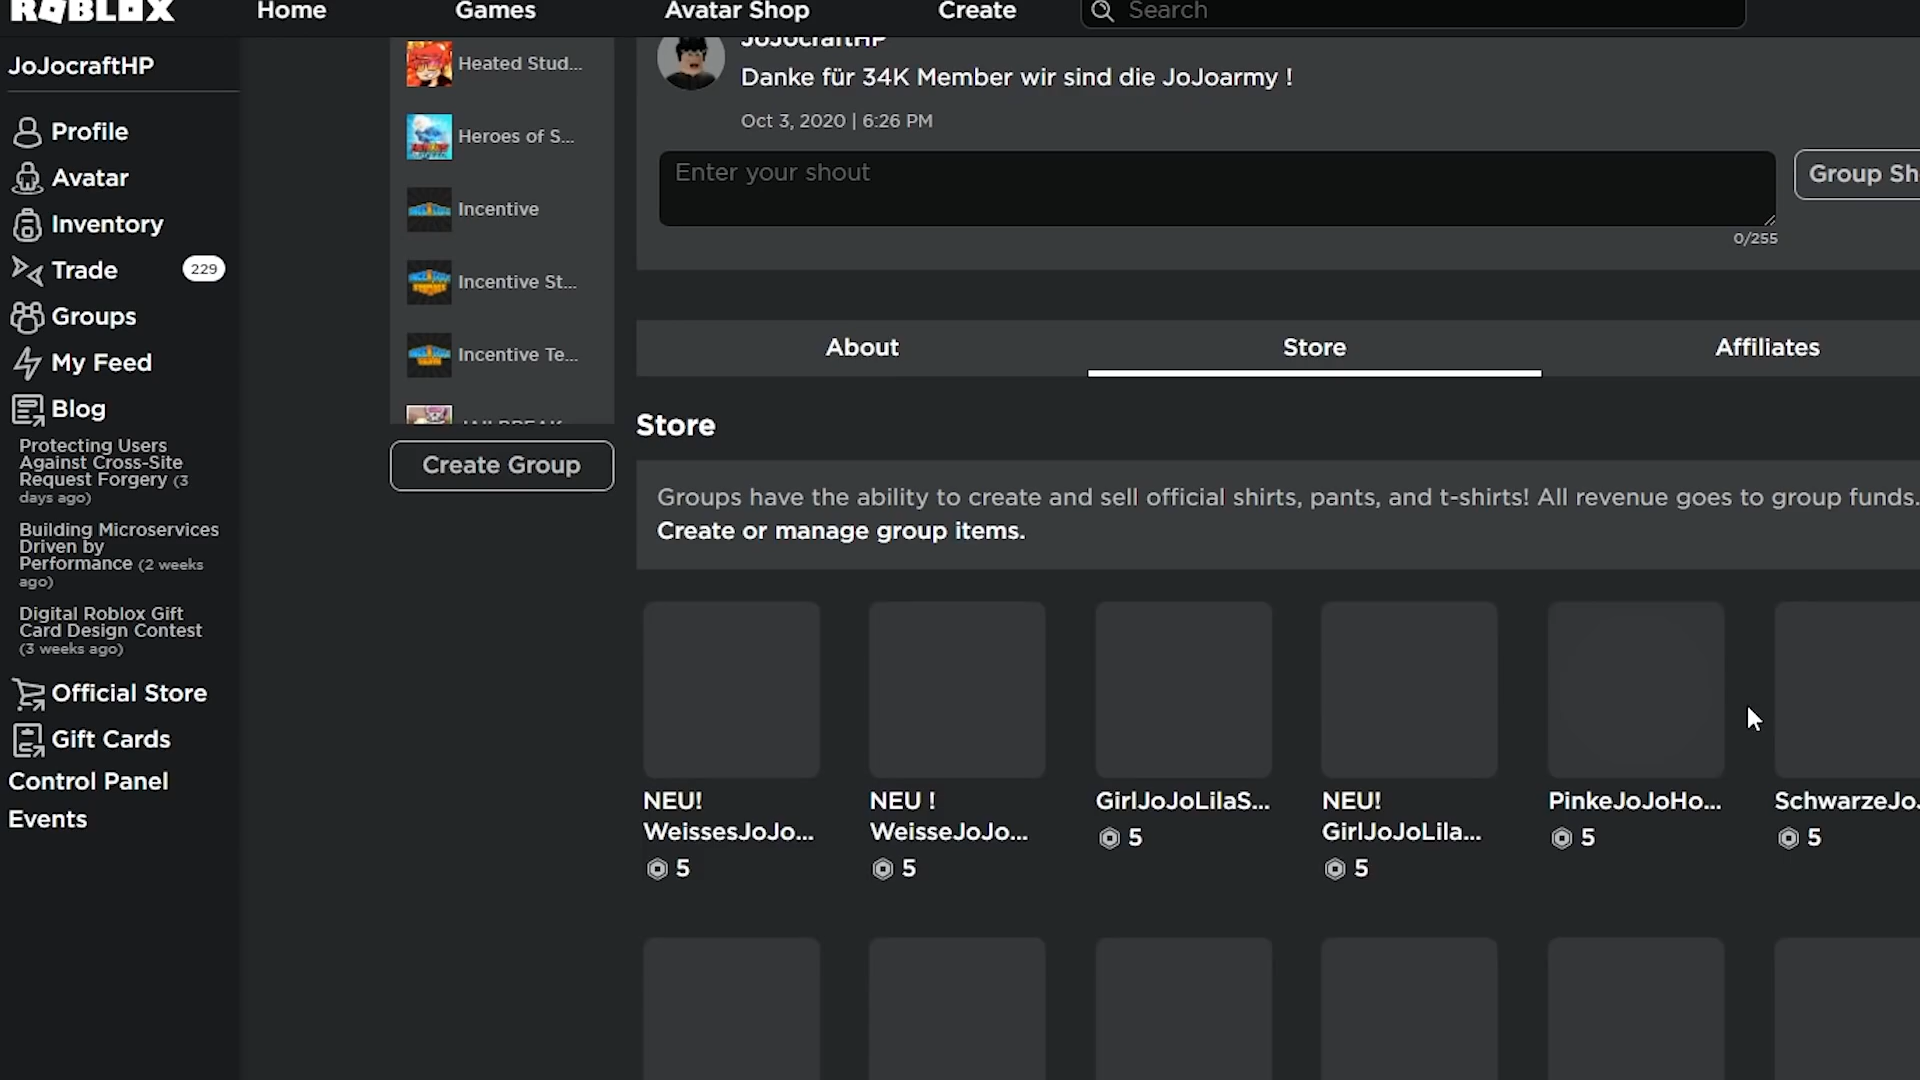 ROBLOX
Home
Games
Avatar Shop
Create
Search
JoJocraftHP
Profile
Avatar
Inventory
Trade
229
Groups
My Feed
Blog
Protecting Users
Against Cross-Site
Request Forgery (3
days ago)
Building Microservices
Driven by
Performance (2 weeks
ago)
Digital Roblox Gift
Card Design Contest
(3 weeks ago)
Official Store
Gift Cards
Control Panel
Events
Heated Stud...
Heroes of S...
Incentive
Incentive St...
Incentive Te...
JAILBREAK
Create Group
JoJocraftHP
Danke für 34K Member wir sind die JoJoarmy !
Oct 3, 2020 | 6:26 PM
Enter your shout
Group Sh
0/255
About
Store
Affiliates
Store
Groups have the ability to create and sell official shirts, pants, and t-shirts! All revenue goes to group funds.
Create or manage group items.
NEU!
WeissesJoJo...
5
NEU !
WeisseJoJo...
5
GirlJoJoLilaS...
5
NEU!
GirlJoJoLila...
5
PinkeJoJoHo...
5
SchwarzeJo
5